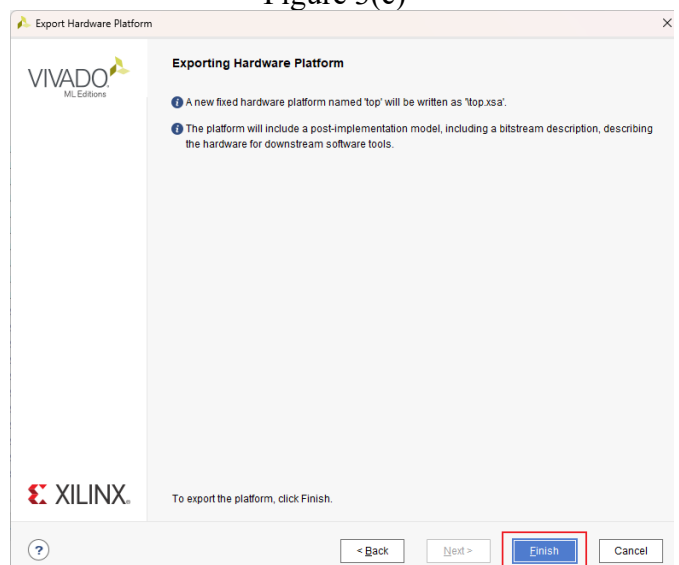 Figure 3(c)
Export Hardware Platform
VIVADO
ML Editions
Exporting Hardware Platform
A new fixed hardware platform named 'top' will be written as '\top.xsa'.
The platform will include a post-implementation model, including a bitstream description, describing
the hardware for downstream software tools.
XILINX
To export the platform, click Finish.
? < Back Next > Finish Cancel